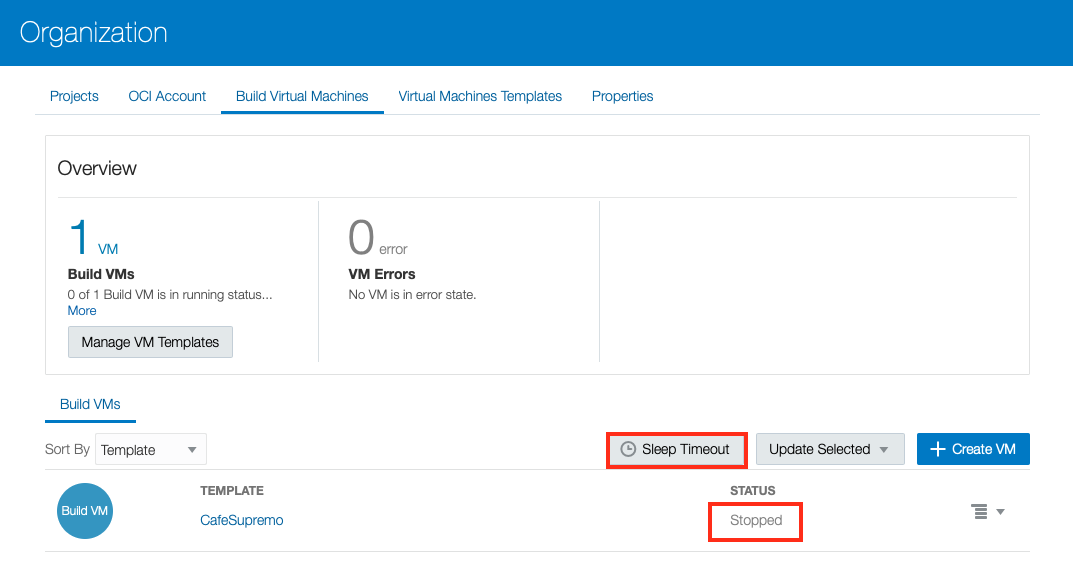 Organization
Projects OCI Account Build Virtual Machines Virtual Machines Templates Properties
Overview
1 VM
Build VMs
0 of 1 Build VM is in running status...
More
Manage VM Templates
0 error
VM Errors
No VM is in error state.
Build VMs
Sort By Template Sleep Timeout Update Selected Create VM
TEMPLATE STATUS
Build VM CafeSupremo Stopped